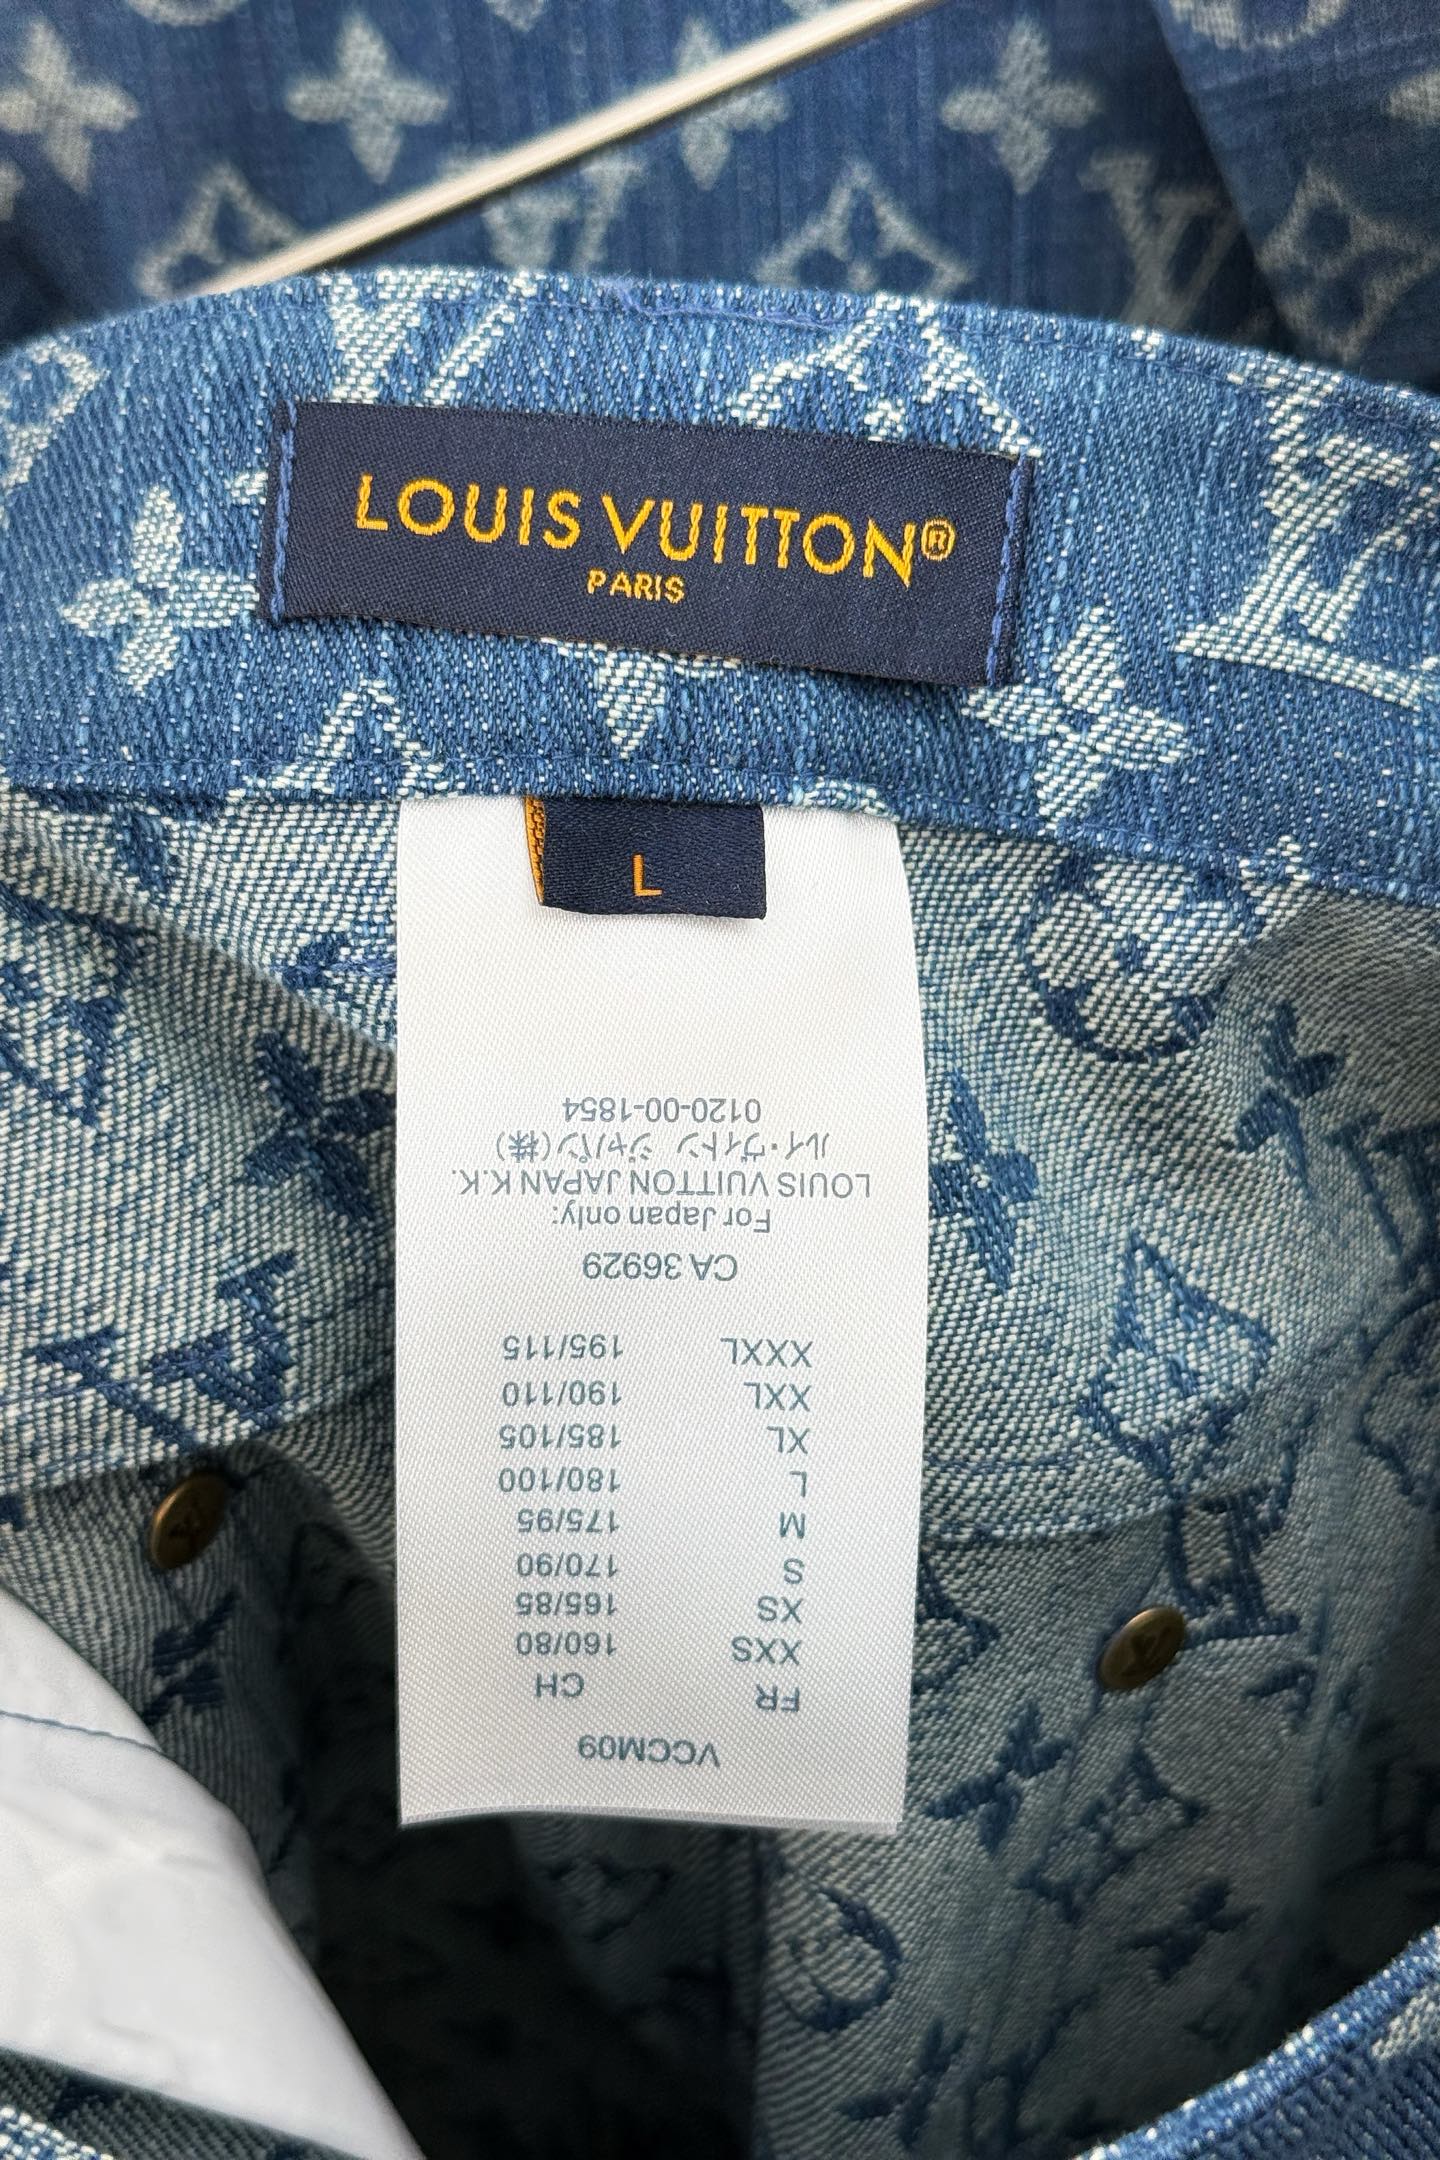 LOUIS VUITTON®
PARIS
L
VCCM09
FR CH
XXS 160/80
XS 165/85
S 170/90
M 175/95
L 180/100
XL 185/105
XXL 190/110
XXXL 195/115
CA 36929
For Japan only:
LOUIS VUITTON JAPAN K.K.
ルイ・ヴィトン ジャパン(株)
0120-00-1854